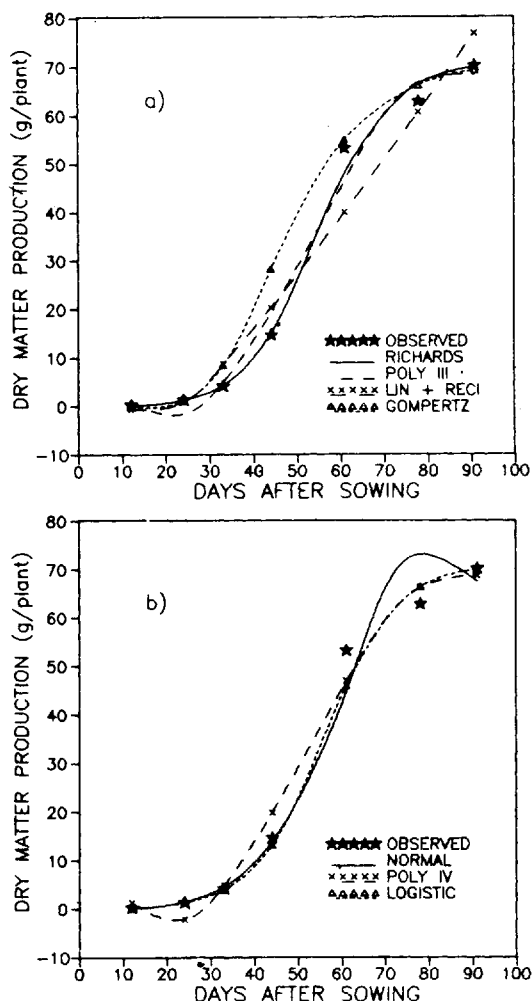 80
70
60
50
40
30
20
10
0
-10
DRY MATTER PRODUCTION (g/plant)
a)
OBSERVED
RICHARDS
POLY III
LIN + RECI
GOMPERTZ
0 10 20 30 40 50 60 70 80 90 100
DAYS AFTER SOWING
80
70
60
50
40
30
20
10
0
-10
DRY MATTER PRODUCTION (g/plant)
b)
OBSERVED
NORMAL
POLY IV
LOGISTIC
0 10 20 30 40 50 60 70 80 90 100
DAYS AFTER SOWING